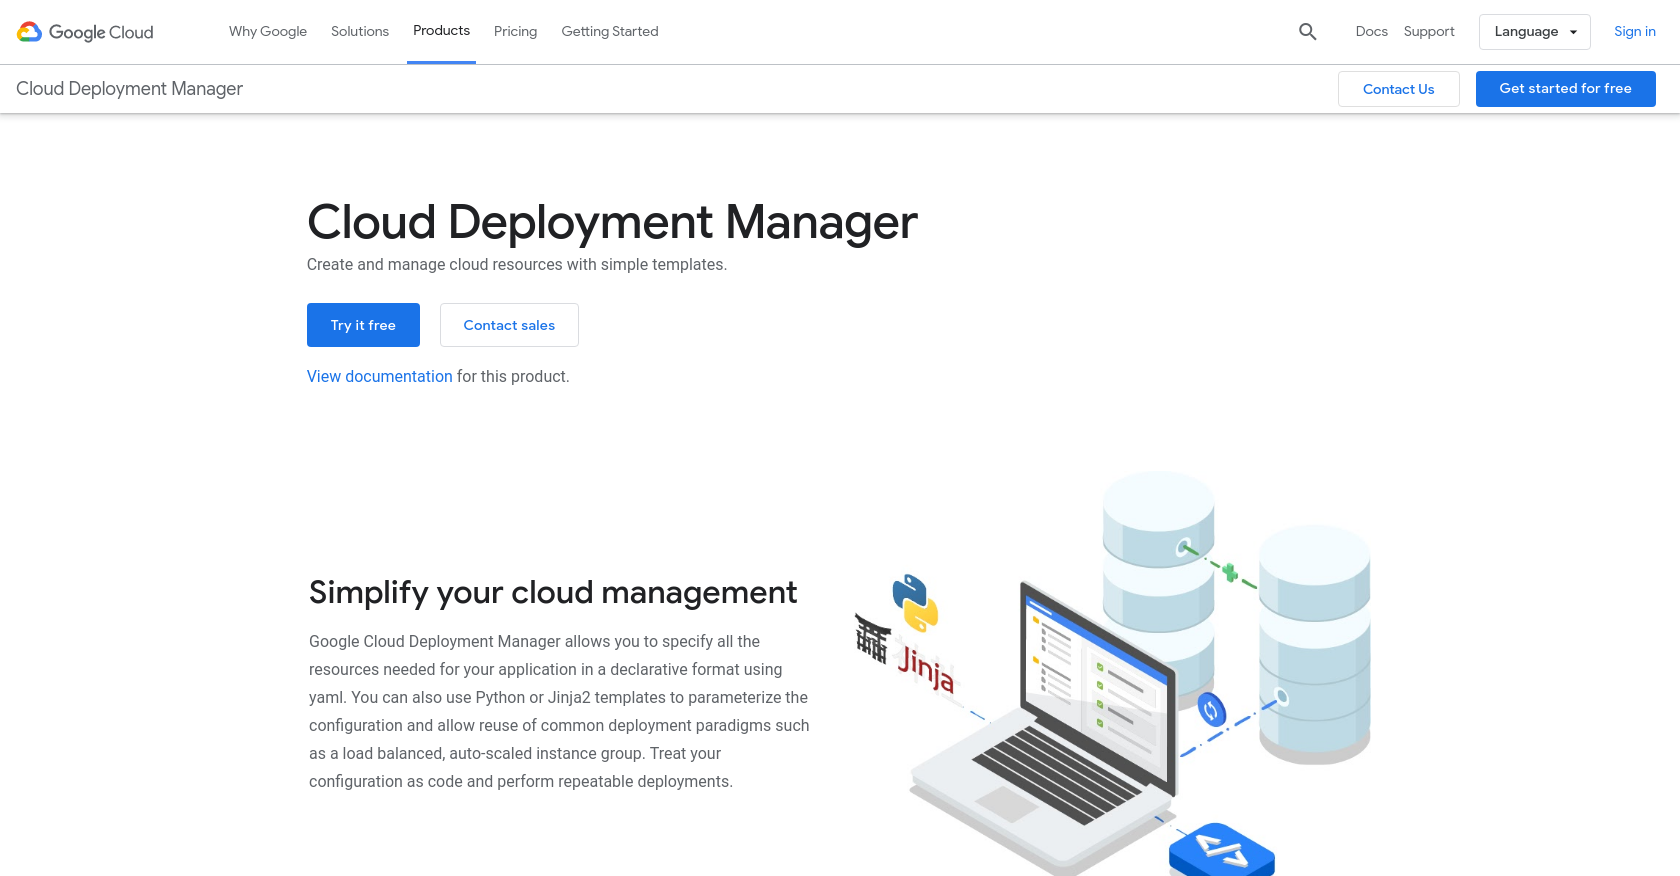 Google Cloud
Why Google
Solutions
Products
Pricing
Getting Started
Docs
Support
Language
Sign in
Cloud Deployment Manager
Contact Us
Get started for free
Cloud Deployment Manager
Create and manage cloud resources with simple templates.
Try it free
Contact sales
View documentation for this product.
Simplify your cloud management
Google Cloud Deployment Manager allows you to specify all the
resources needed for your application in a declarative format using
yaml. You can also use Python or Jinja2 templates to parameterize the
configuration and allow reuse of common deployment paradigms such
as a load balanced, auto-scaled instance group. Treat your
configuration as code and perform repeatable deployments.
Jinja